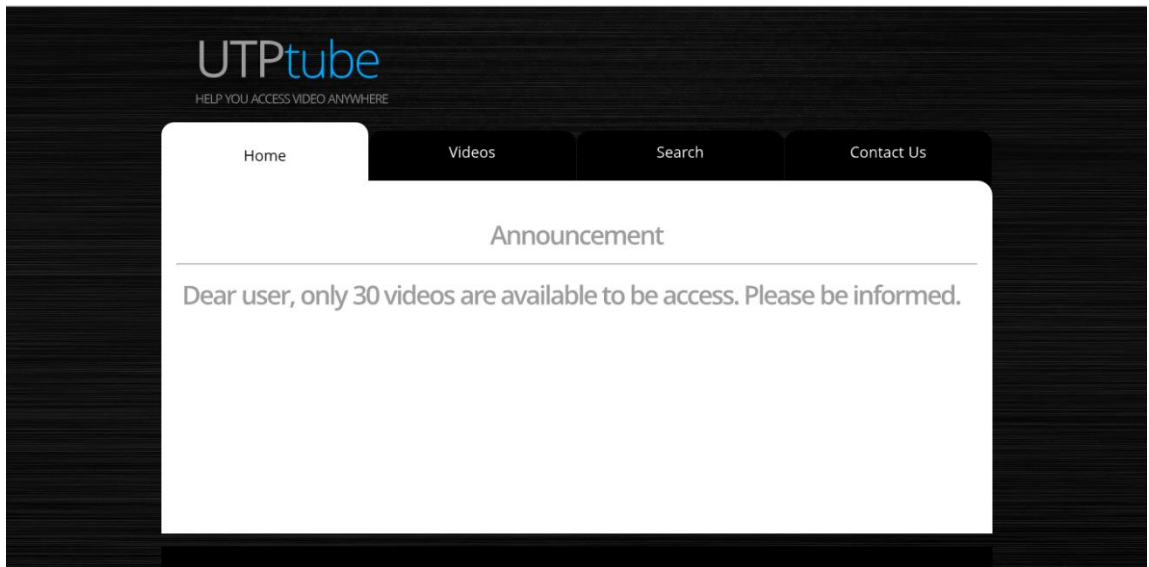 UTPtube
HELP YOU ACCESS VIDEO ANYWHERE
Home
Videos
Search
Contact Us
Announcement
Dear user, only 30 videos are available to be access. Please be informed.